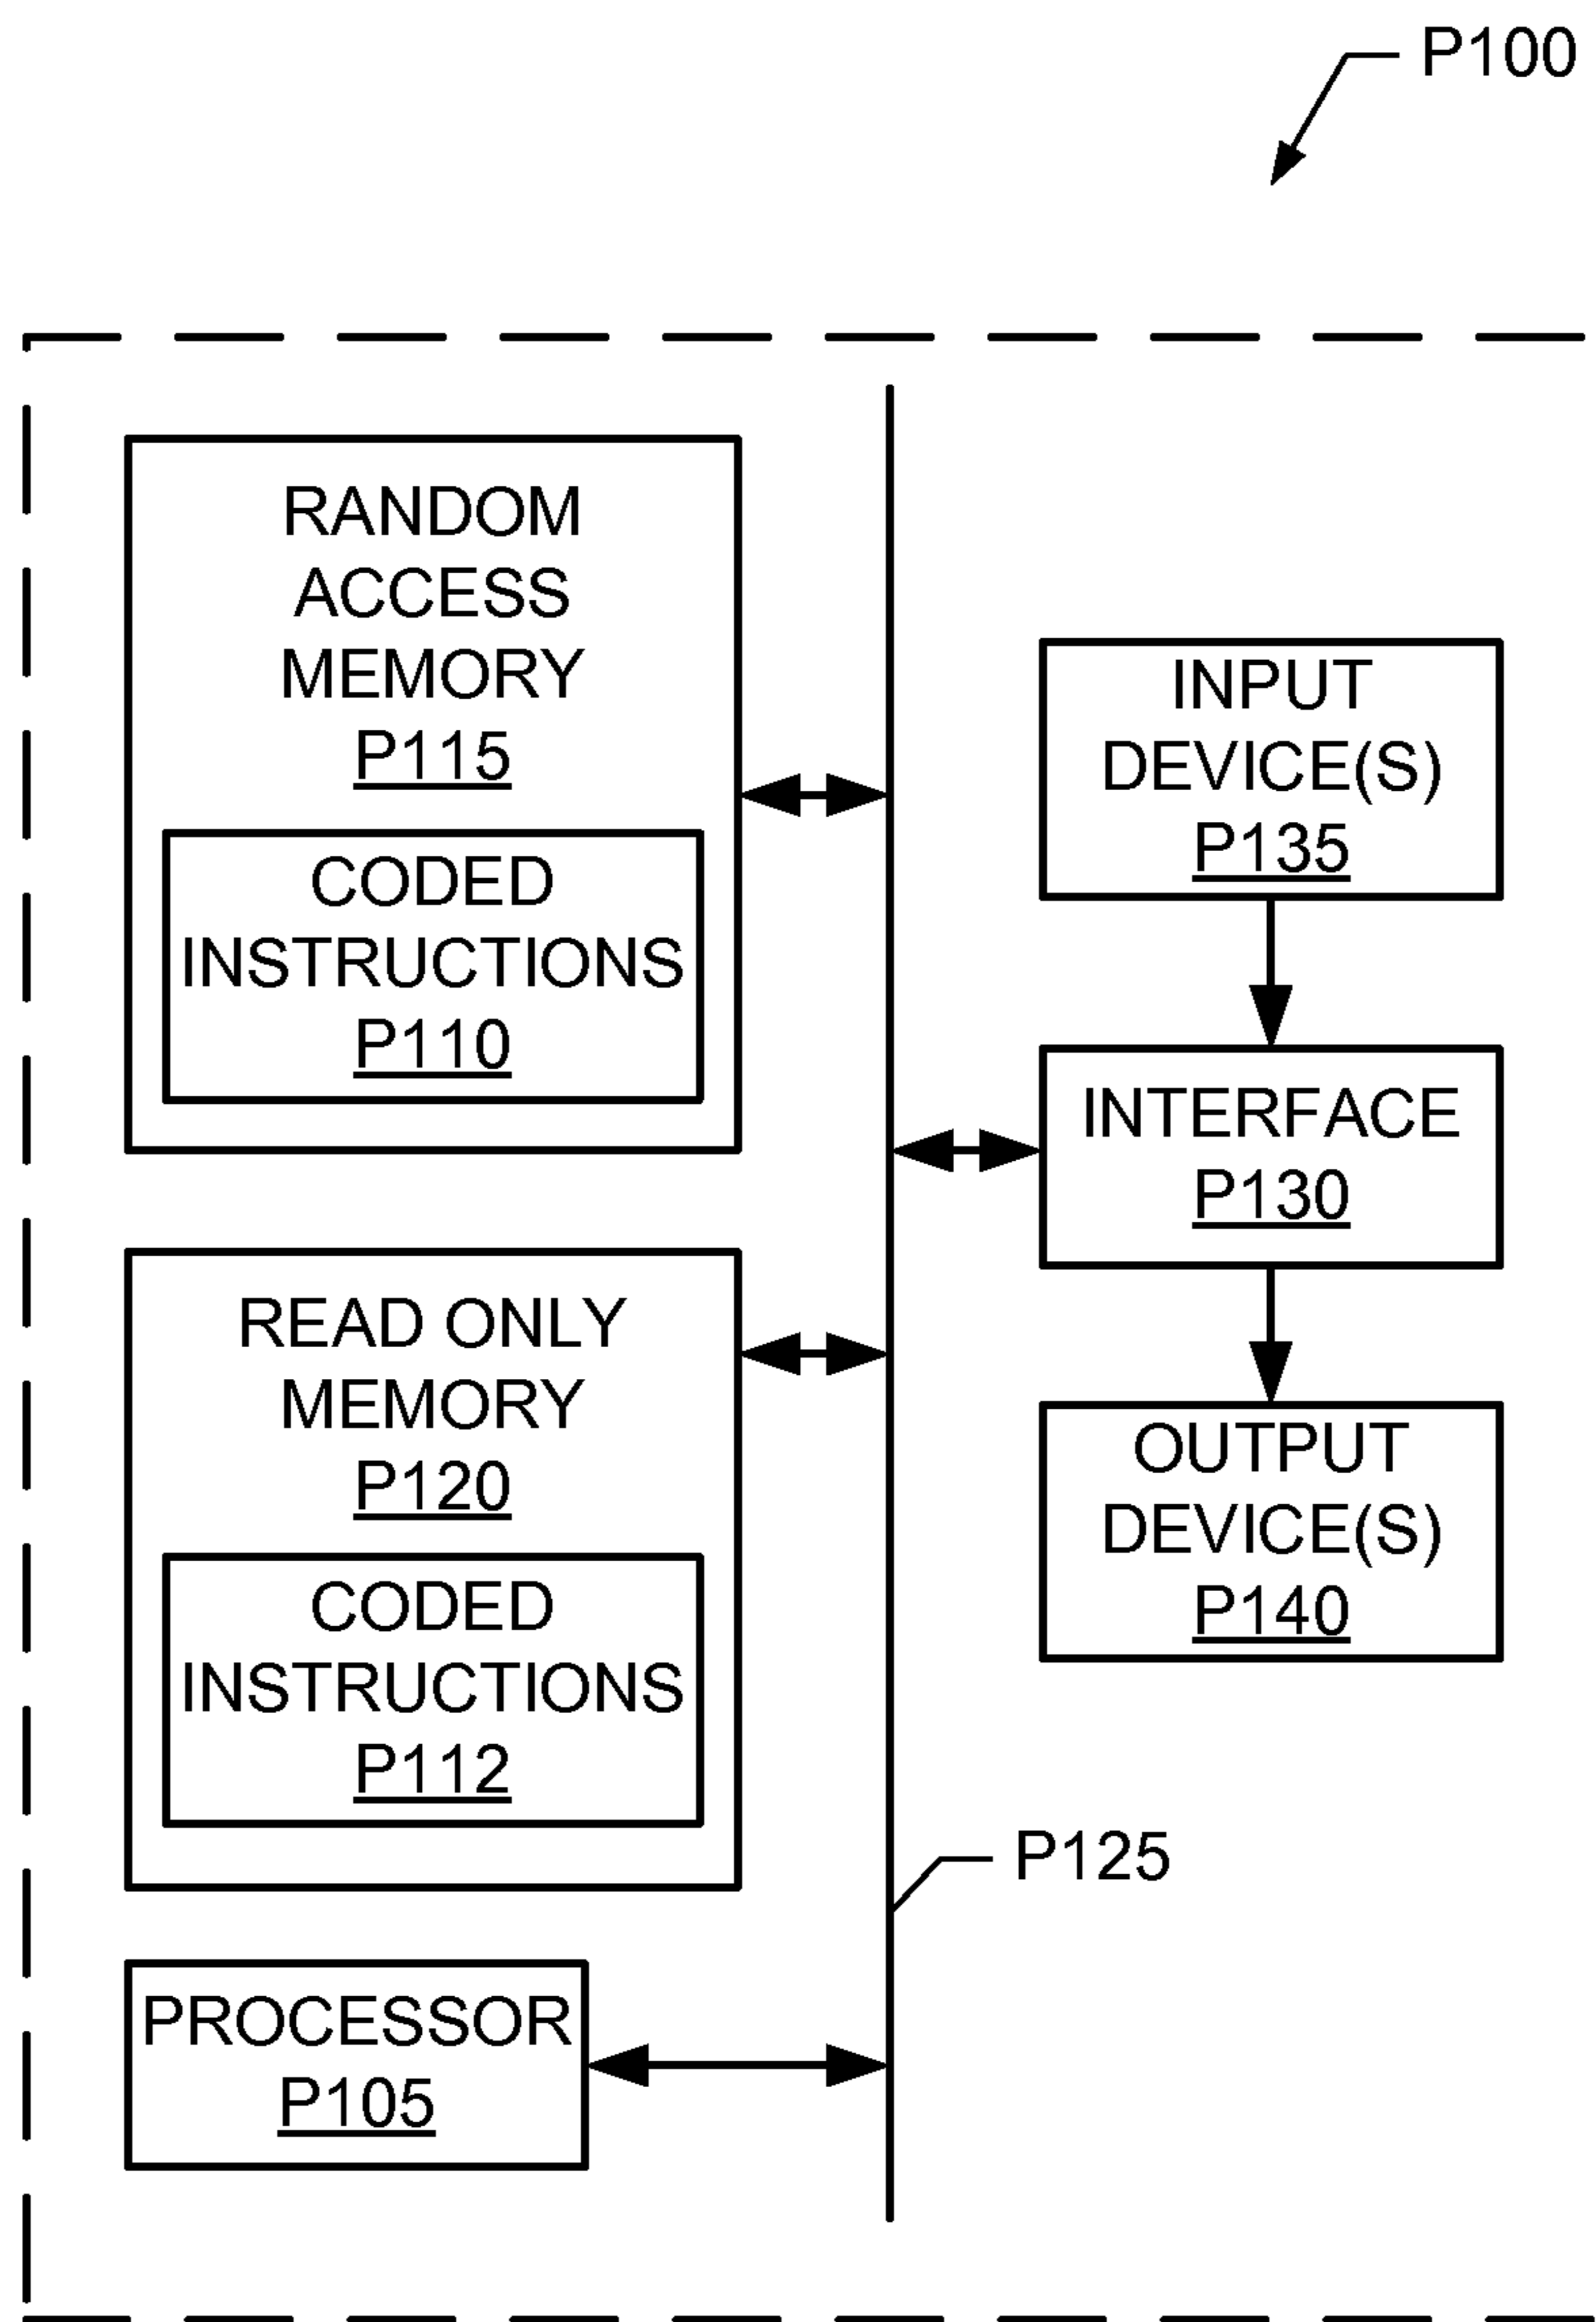 P100
RANDOM
ACCESS
MEMORY
P115
CODED
INSTRUCTIONS
P110
READ ONLY
MEMORY
P120
CODED
INSTRUCTIONS
P112
PROCESSOR
P105
INPUT
DEVICE(S)
P135
INTERFACE
P130
OUTPUT
DEVICE(S)
P140
P125